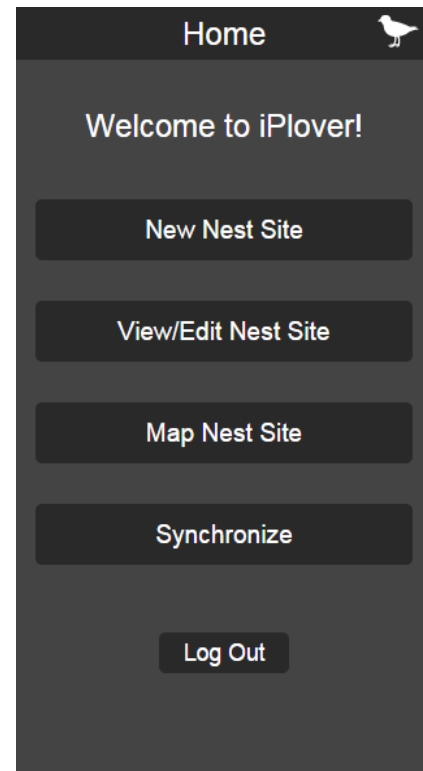 Home
Welcome to iPlover!
New Nest Site
View/Edit Nest Site
Map Nest Site
Synchronize
Log Out